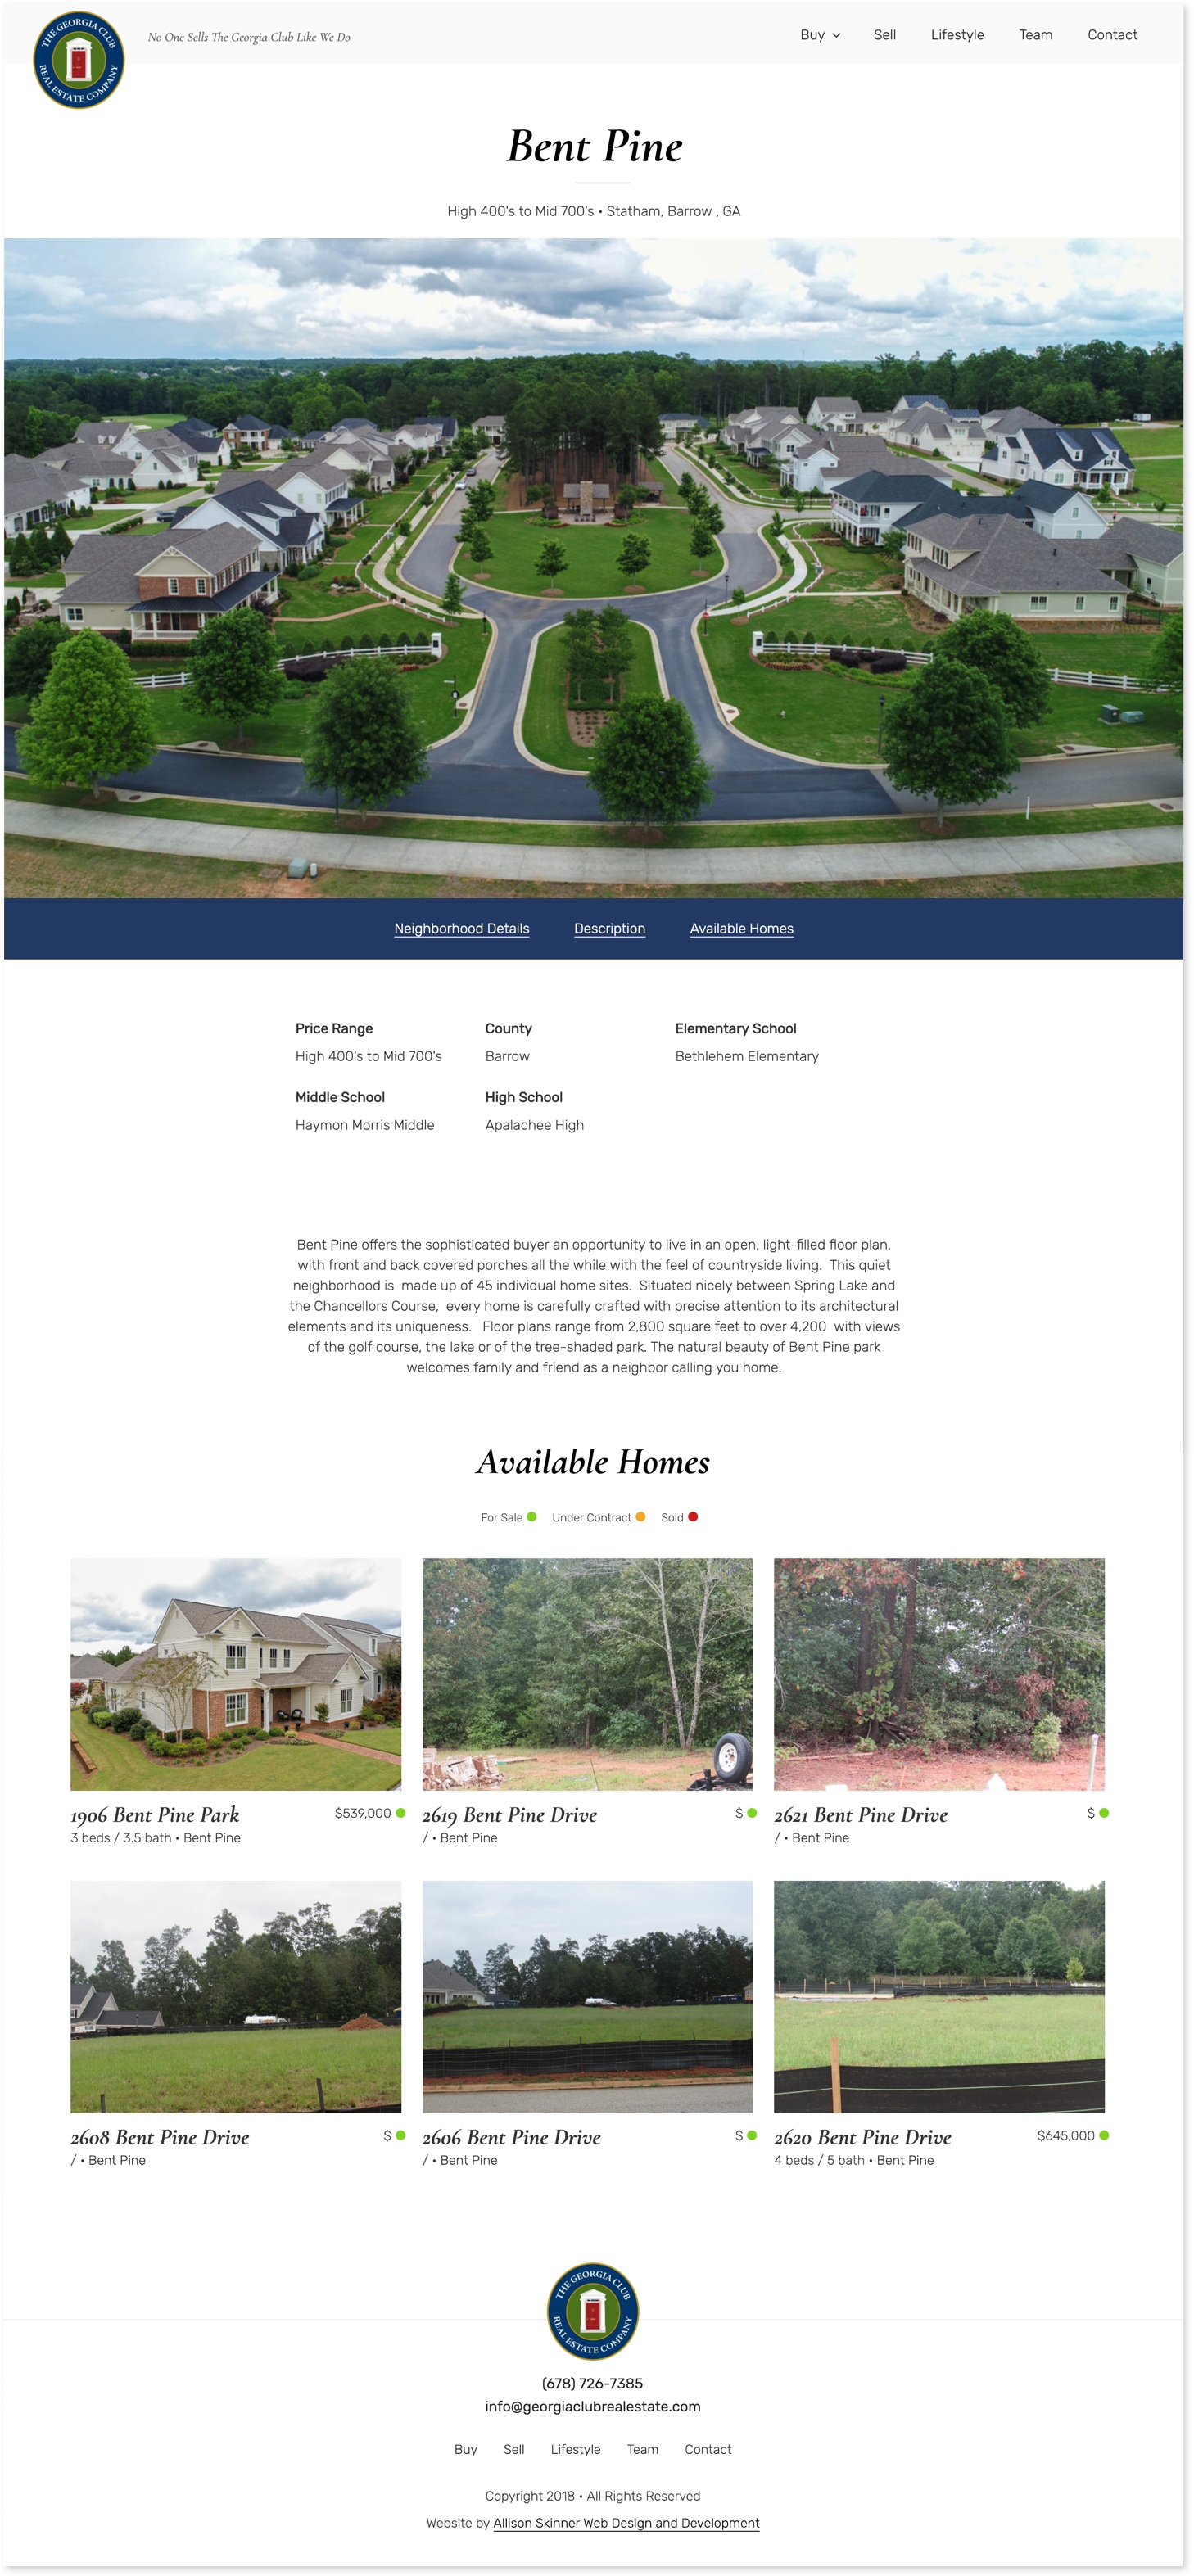 THE GEORGIA CLUB
REAL ESTATE COMPANY
No One Sells The Georgia Club Like We Do
Buy Sell Lifestyle Team Contact
Bent Pine
High 400's to Mid 700's • Statham, Barrow , GA
Neighborhood Details Description Available Homes
Price Range County Elementary School
High 400's to Mid 700's Barrow Bethlehem Elementary
Middle School High School
Haymon Morris Middle Apalachee High
Bent Pine offers the sophisticated buyer an opportunity to live in an open, light-filled floor plan,
with front and back covered porches all the while with the feel of countryside living. This quiet
neighborhood is made up of 45 individual home sites. Situated nicely between Spring Lake and
the Chancellors Course, every home is carefully crafted with precise attention to its architectural
elements and its uniqueness. Floor plans range from 2,800 square feet to over 4,200 with views
of the golf course, the lake or of the tree-shaded park. The natural beauty of Bent Pine park
welcomes family and friend as a neighbor calling you home.
Available Homes
For Sale Under Contract Sold
1906 Bent Pine Park $539,000
3 beds / 3.5 bath • Bent Pine
2619 Bent Pine Drive $
/ • Bent Pine
2621 Bent Pine Drive $
/ • Bent Pine
2608 Bent Pine Drive $
/ • Bent Pine
2606 Bent Pine Drive $
/ • Bent Pine
2620 Bent Pine Drive $645,000
4 beds / 5 bath • Bent Pine
THE GEORGIA CLUB
REAL ESTATE COMPANY
(678) 726-7385
info@georgiaclubrealestate.com
Buy Sell Lifestyle Team Contact
Copyright 2018 • All Rights Reserved
Website by Allison Skinner Web Design and Development